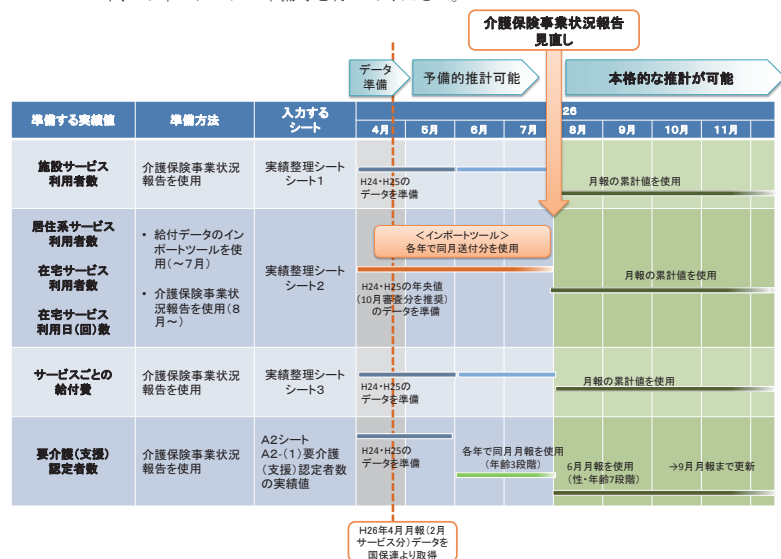 介護保険事業状況報告
見直し
データ
準備
予備的推計可能
本格的な推計が可能
準備する実績値
準備方法
入力する
シート
26
4月
5月
6月
7月
8月
9月
10月
11月
施設サービス
利用者数
介護保険事業状況
報告を使用
実績整理シート
シート1
H24・H25の
データを準備
月報の累計値を使用
居住系サービス
利用者数
在宅サービス
利用者数
在宅サービス
利用日(回)数
• 給付データのイン
ポートツールを使
用(～7月)
• 介護保険事業状
況報告を使用(8
月～)
実績整理シート
シート2
＜インポートツール＞
各年で同月送付分を使用
H24・H25の年央値
(10月審査分を推奨)
のデータを準備
月報の累計値を使用
サービスごとの
給付費
介護保険事業状況
報告を使用
実績整理シート
シート3
H24・H25の
データを準備
月報の累計値を使用
要介護(支援)
認定者数
介護保険事業状況
報告を使用
A2シート
A2-(1)要介護
(支援)認定者数
の実績値
H24・H25の
データを準備
各年で同月月報を使用
(年齢3段階)
6月月報を使用 →9月月報まで更新
(性・年齢7段階)
H26年4月月報(2月
サービス分)データを
国保連より取得